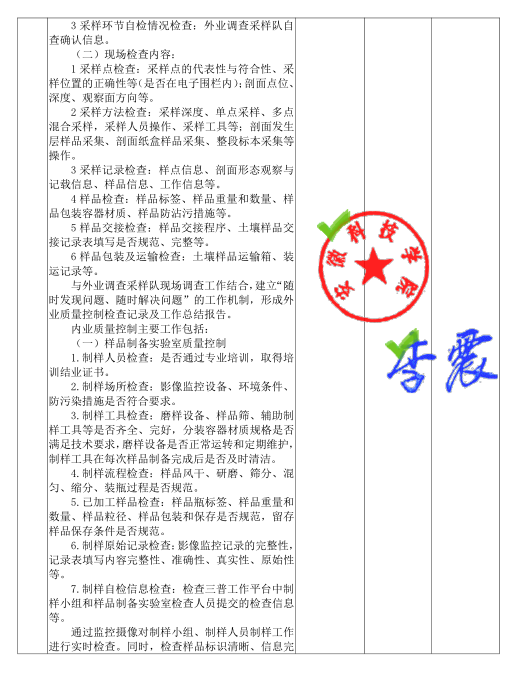 3 采样环节自检情况检查：外业调查采样队自
查确认信息。
（二）现场检查内容：
1 采样点检查：采样点的代表性与符合性、采
样位置的正确性等（是否在电子围栏内）；剖面点位、
深度、观察面方向等。
2 采样方法检查：采样深度、单点采样、多点
混合采样，采样人员操作、采样工具等；剖面发生
层样品采集、剖面纸盒样品采集、整段标本采集等
操作。
3 采样记录检查：样点信息、剖面形态观察与
记载信息、样品信息、工作信息等。
4 样品检查：样品标签、样品重量和数量、样
品包装容器材质、样品防沾污措施等。
5 样品交接检查：样品交接程序、土壤样品交
接记录表填写是否规范、完整等。
6 样品包装及运输检查：土壤样品运输箱、装
运记录等。
与外业调查采样队现场调查工作结合，建立“随
时发现问题、随时解决问题”的工作机制，形成外
业质量控制检查记录及工作总结报告。
内业质量控制主要工作包括：
（一）样品制备实验室质量控制
1.制样人员检查：是否通过专业培训，取得培
训结业证书。
2.制样场所检查：影像监控设备、环境条件、
防污染措施是否符合要求。
3.制样工具检查：磨样设备、样品筛、辅助制
样工具等是否齐全、完好，分装容器材质规格是否
满足技术要求，磨样设备是否正常运转和定期维护，
制样工具在每次样品制备完成后是否及时清洁。
4.制样流程检查：样品风干、研磨、筛分、混
匀、缩分、装瓶过程是否规范。
5.已加工样品检查：样品瓶标签、样品重量和
数量、样品粒径、样品包装和保存是否规范，留存
样品保存条件是否规范。
6.制样原始记录检查：影像监控记录的完整性，
记录表填写内容完整性、准确性、真实性、原始性
等。
7.制样自检信息检查：检查三普工作平台中制
样小组和样品制备实验室检查人员提交的检查信息
等。
通过监控摄像对制样小组、制样人员制样工作
进行实时检查。同时，检查样品标识清晰、信息完
安徽科技学院
李震